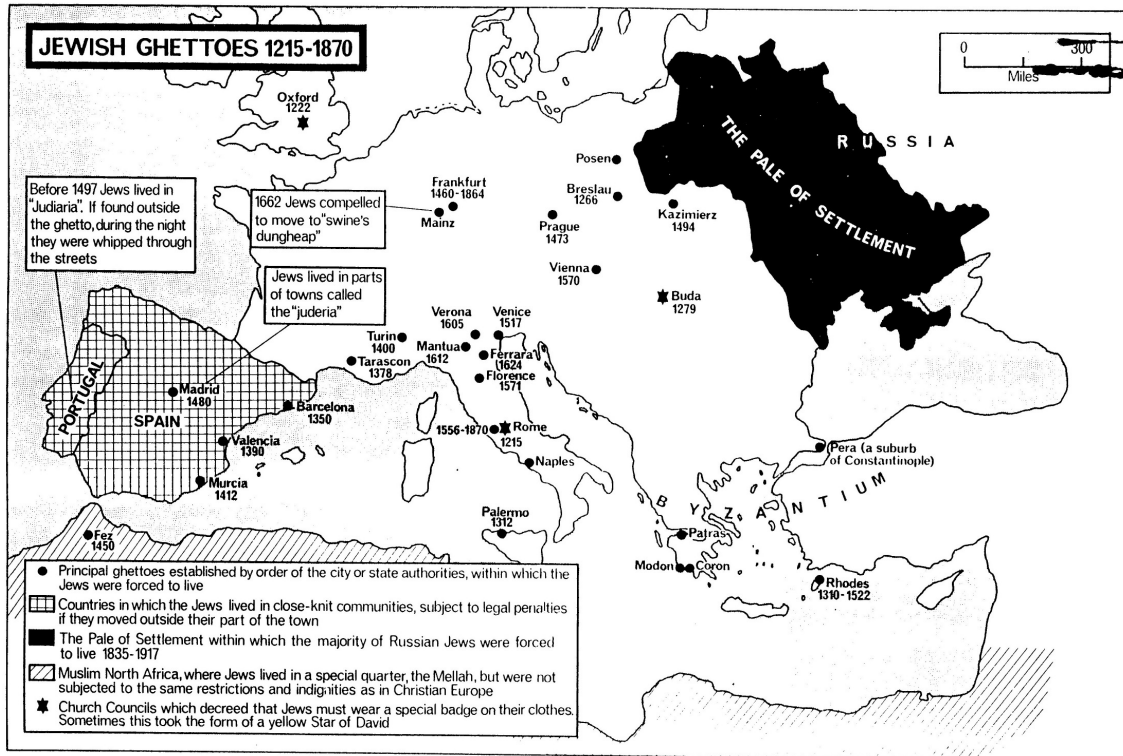 JEWISH GHETTOES 1215-1870
0 300
Miles
Oxford
1222
RUSSIA
THE PALE OF SETTLEMENT
Before 1497 Jews lived in
"Judiaria". If found outside
the ghetto, during the night
they were whipped through
the streets
1662 Jews compelled
to move to "swine's
dungheap"
Jews lived in parts
of towns called
the "juderia"
Frankfurt
1460-1864
Mainz
Posen
Breslau
1266
Prague
1473
Kazimierz
1494
Vienna
1570
Buda
1279
Verona
1605
Venice
1517
Turin
1400
Mantua
1612
Ferrara
1624
Tarascon
1378
Florence
1571
PORTUGAL
SPAIN
Madrid
1480
Barcelona
1350
Valencia
1390
Murcia
1412
1556-1870
Rome
1215
Naples
Palermo
1312
Pera (a suburb
of Constantinople)
BYZANTIUM
Patras
Modon
Coron
Rhodes
1310-1522
Fez
1450
Principal ghettoes established by order of the city or state authorities, within which the
Jews were forced to live
Countries in which the Jews lived in close-knit communities, subject to legal penalties
if they moved outside their part of the town
The Pale of Settlement within which the majority of Russian Jews were forced
to live 1835-1917
Muslim North Africa, where Jews lived in a special quarter, the Mellah, but were not
subjected to the same restrictions and indignities as in Christian Europe
Church Councils which decreed that Jews must wear a special badge on their clothes.
Sometimes this took the form of a yellow Star of David